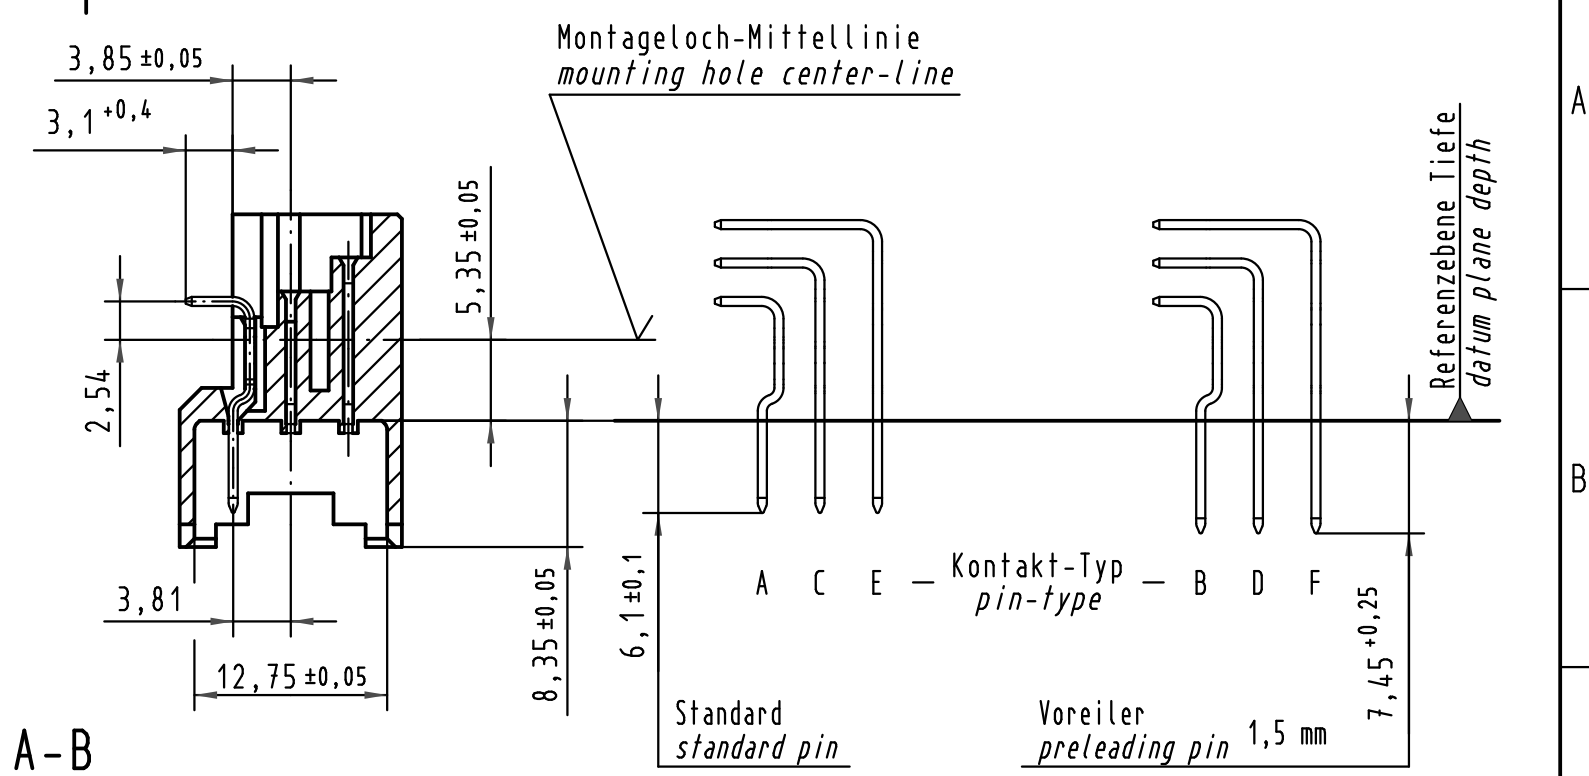 Montageloch-Mittellinie
mounting hole center-line
3,85 ±0,05
3,1 +0,4
A
Referenzebene Tiefe
datum plane depth
5,35 ±0,05
2,54
B
8,35 ±0,05
6,1 ±0,1
A C E – Kontakt-Typ – B D F
pin-type
7,45 +0,25
3,81
12,75 ±0,05
Standard
standard pin
Voreiler
preleading pin 1,5 mm
A-B